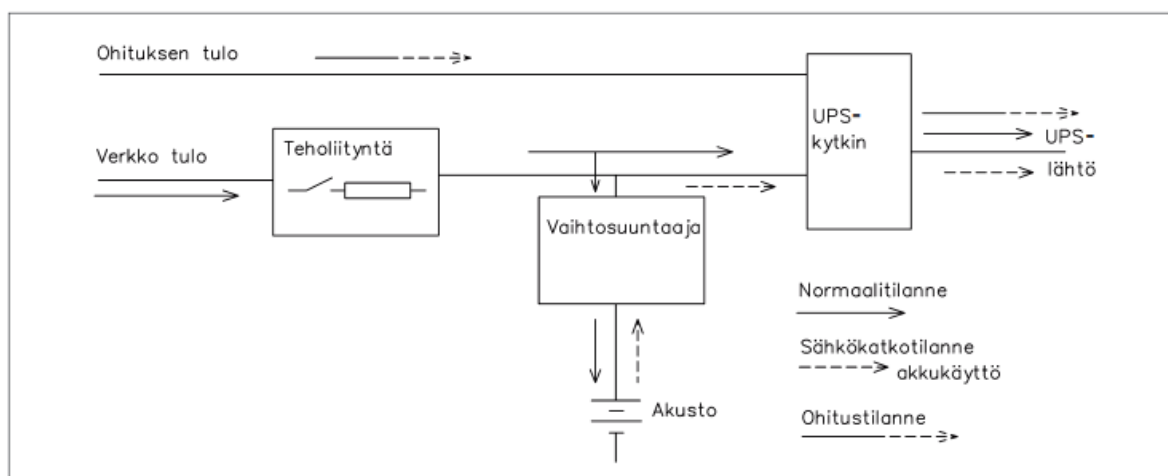 Ohituksen tulo
Verkko tulo
Teholiityntä
UPS-
kytkin
UPS-
lähtö
Vaihtosuuntaaja
Akusto
Normaalitilanne
Sähkökatkotilanne
akkukäyttö
Ohitustilanne